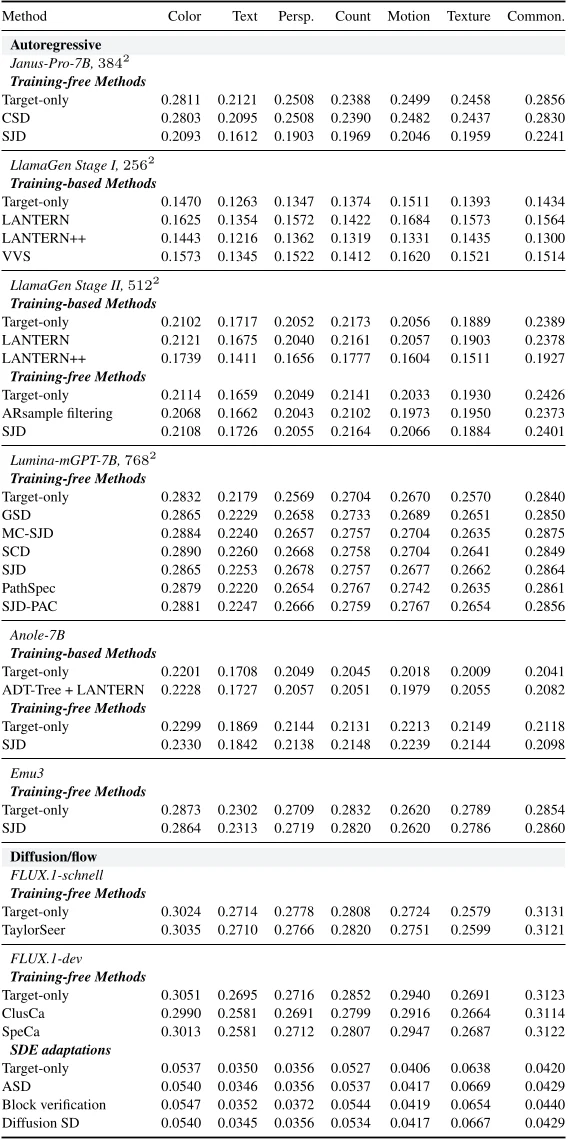 Method Color Text Persp. Count Motion Texture Common.
Autoregressive
Janus-Pro-7B, 384²
Training-free Methods
Target-only 0.2811 0.2121 0.2508 0.2388 0.2499 0.2458 0.2856
CSD 0.2803 0.2095 0.2508 0.2390 0.2482 0.2437 0.2830
SJD 0.2093 0.1612 0.1903 0.1969 0.2046 0.1959 0.2241
LlamaGen Stage I, 256²
Training-based Methods
Target-only 0.1470 0.1263 0.1347 0.1374 0.1511 0.1393 0.1434
LANTERN 0.1625 0.1354 0.1572 0.1422 0.1684 0.1573 0.1564
LANTERN++ 0.1443 0.1216 0.1362 0.1319 0.1331 0.1435 0.1300
VVS 0.1573 0.1345 0.1522 0.1412 0.1620 0.1521 0.1514
LlamaGen Stage II, 512²
Training-based Methods
Target-only 0.2102 0.1717 0.2052 0.2173 0.2056 0.1889 0.2389
LANTERN 0.2121 0.1675 0.2040 0.2161 0.2057 0.1903 0.2378
LANTERN++ 0.1739 0.1411 0.1656 0.1777 0.1604 0.1511 0.1927
Training-free Methods
Target-only 0.2114 0.1659 0.2049 0.2141 0.2033 0.1930 0.2426
ARsample filtering 0.2068 0.1662 0.2043 0.2102 0.1973 0.1950 0.2373
SJD 0.2108 0.1726 0.2055 0.2164 0.2066 0.1884 0.2401
Lumina-mGPT-7B, 768²
Training-free Methods
Target-only 0.2832 0.2179 0.2569 0.2704 0.2670 0.2570 0.2840
GSD 0.2865 0.2229 0.2658 0.2733 0.2689 0.2651 0.2850
MC-SJD 0.2884 0.2240 0.2657 0.2757 0.2704 0.2635 0.2875
SCD 0.2890 0.2260 0.2668 0.2758 0.2704 0.2641 0.2849
SJD 0.2865 0.2253 0.2678 0.2757 0.2677 0.2662 0.2864
PathSpec 0.2879 0.2220 0.2654 0.2767 0.2742 0.2635 0.2861
SJD-PAC 0.2881 0.2247 0.2666 0.2759 0.2767 0.2654 0.2856
Anole-7B
Training-based Methods
Target-only 0.2201 0.1708 0.2049 0.2045 0.2018 0.2009 0.2041
ADT-Tree + LANTERN 0.2228 0.1727 0.2057 0.2051 0.1979 0.2055 0.2082
Training-free Methods
Target-only 0.2299 0.1869 0.2144 0.2131 0.2213 0.2149 0.2118
SJD 0.2330 0.1842 0.2138 0.2148 0.2239 0.2144 0.2098
Emu3
Training-free Methods
Target-only 0.2873 0.2302 0.2709 0.2832 0.2620 0.2789 0.2854
SJD 0.2864 0.2313 0.2719 0.2820 0.2620 0.2786 0.2860
Diffusion/flow
FLUX.1-schnell
Training-free Methods
Target-only 0.3024 0.2714 0.2778 0.2808 0.2724 0.2579 0.3131
TaylorSeer 0.3035 0.2710 0.2766 0.2820 0.2751 0.2599 0.3121
FLUX.1-dev
Training-free Methods
Target-only 0.3051 0.2695 0.2716 0.2852 0.2940 0.2691 0.3123
ClusCa 0.2990 0.2581 0.2691 0.2799 0.2916 0.2664 0.3114
SpeCa 0.3013 0.2581 0.2712 0.2807 0.2947 0.2687 0.3122
SDE adaptations
Target-only 0.0537 0.0350 0.0356 0.0527 0.0406 0.0638 0.0420
ASD 0.0540 0.0346 0.0356 0.0537 0.0417 0.0669 0.0429
Block verification 0.0547 0.0352 0.0372 0.0544 0.0419 0.0654 0.0440
Diffusion SD 0.0540 0.0345 0.0356 0.0534 0.0417 0.0667 0.0429